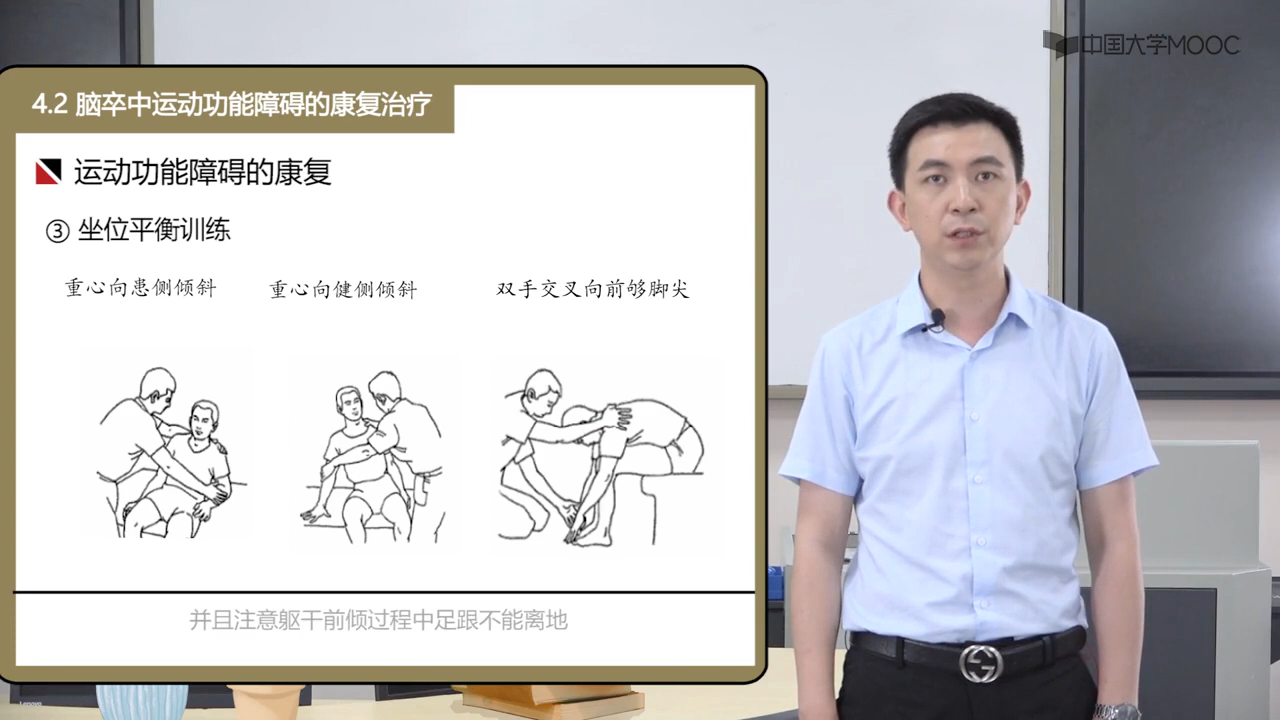 中国大学MOOC
4.2 脑卒中运动功能障碍的康复治疗
运动功能障碍的康复
③ 坐位平衡训练
重心向患侧倾斜
重心向健侧倾斜
双手交叉向前够脚尖
并且注意躯干前倾过程中足跟不能离地
Lenovo